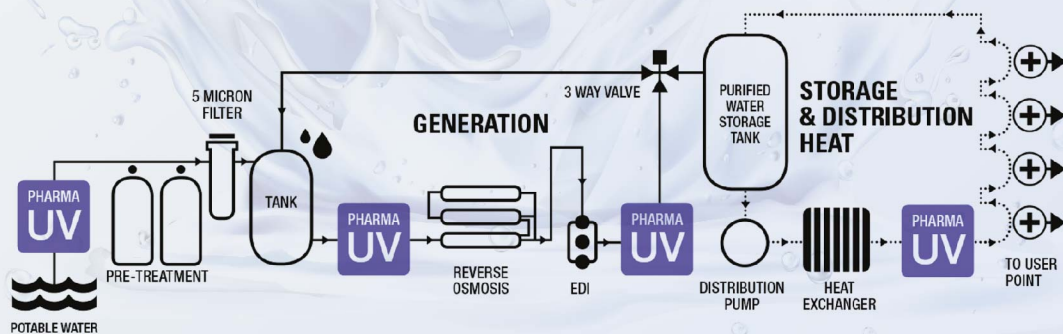 5 MICRON
FILTER
GENERATION
3 WAY VALVE
PURIFIED
WATER
STORAGE
TANK
STORAGE
& DISTRIBUTION
HEAT
PHARMA
UV
PRE-TREATMENT
POTABLE WATER
TANK
PHARMA
UV
REVERSE
OSMOSIS
EDI
PHARMA
UV
DISTRIBUTION
PUMP
HEAT
EXCHANGER
PHARMA
UV
TO USER
POINT